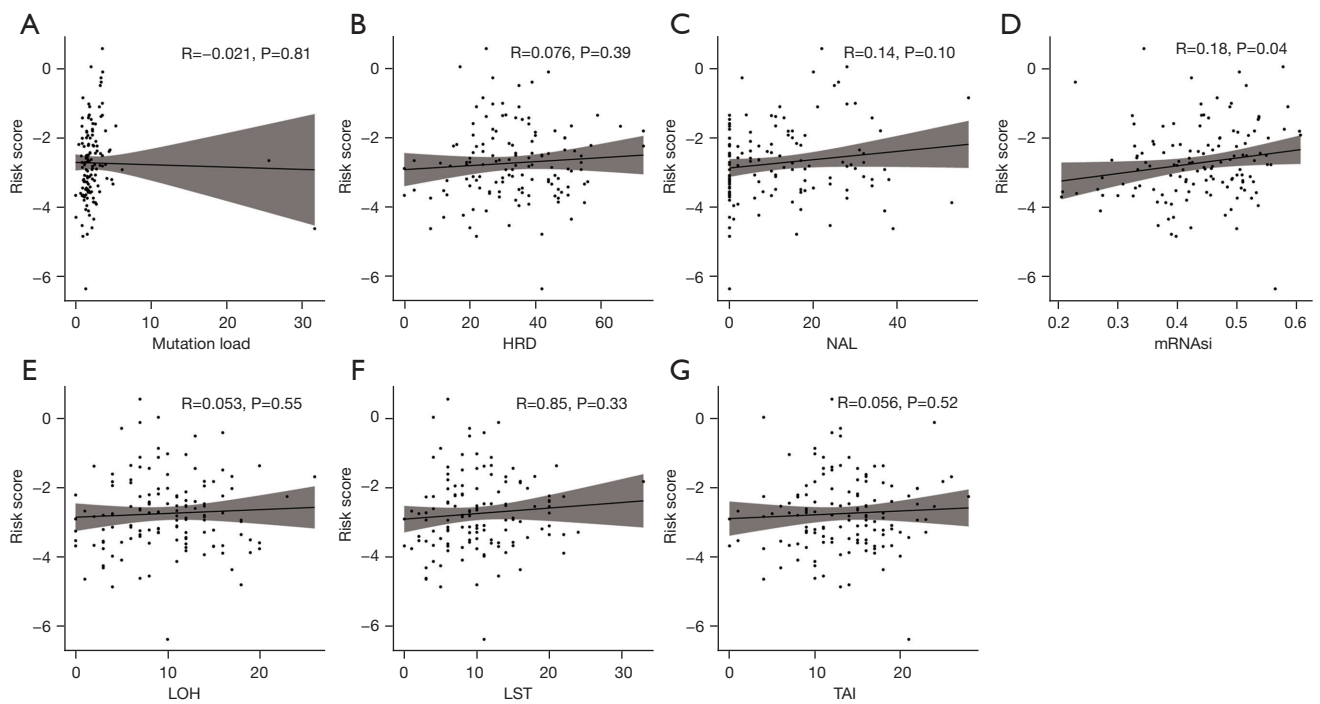 A
R=−0.021, P=0.81
0
−2
−4
−6
Risk score
0
10
20
30
Mutation load
B
R=0.076, P=0.39
0
−2
−4
−6
Risk score
0
20
40
60
HRD
C
R=0.14, P=0.10
0
−2
−4
−6
Risk score
0
20
40
NAL
D
R=0.18, P=0.04
0
−2
−4
−6
Risk score
0.2
0.3
0.4
0.5
0.6
mRNAsi
E
R=0.053, P=0.55
0
−2
−4
−6
Risk score
0
10
20
LOH
F
R=0.85, P=0.33
0
−2
−4
−6
Risk score
0
10
20
30
LST
G
R=0.056, P=0.52
0
−2
−4
−6
Risk score
0
10
20
TAI